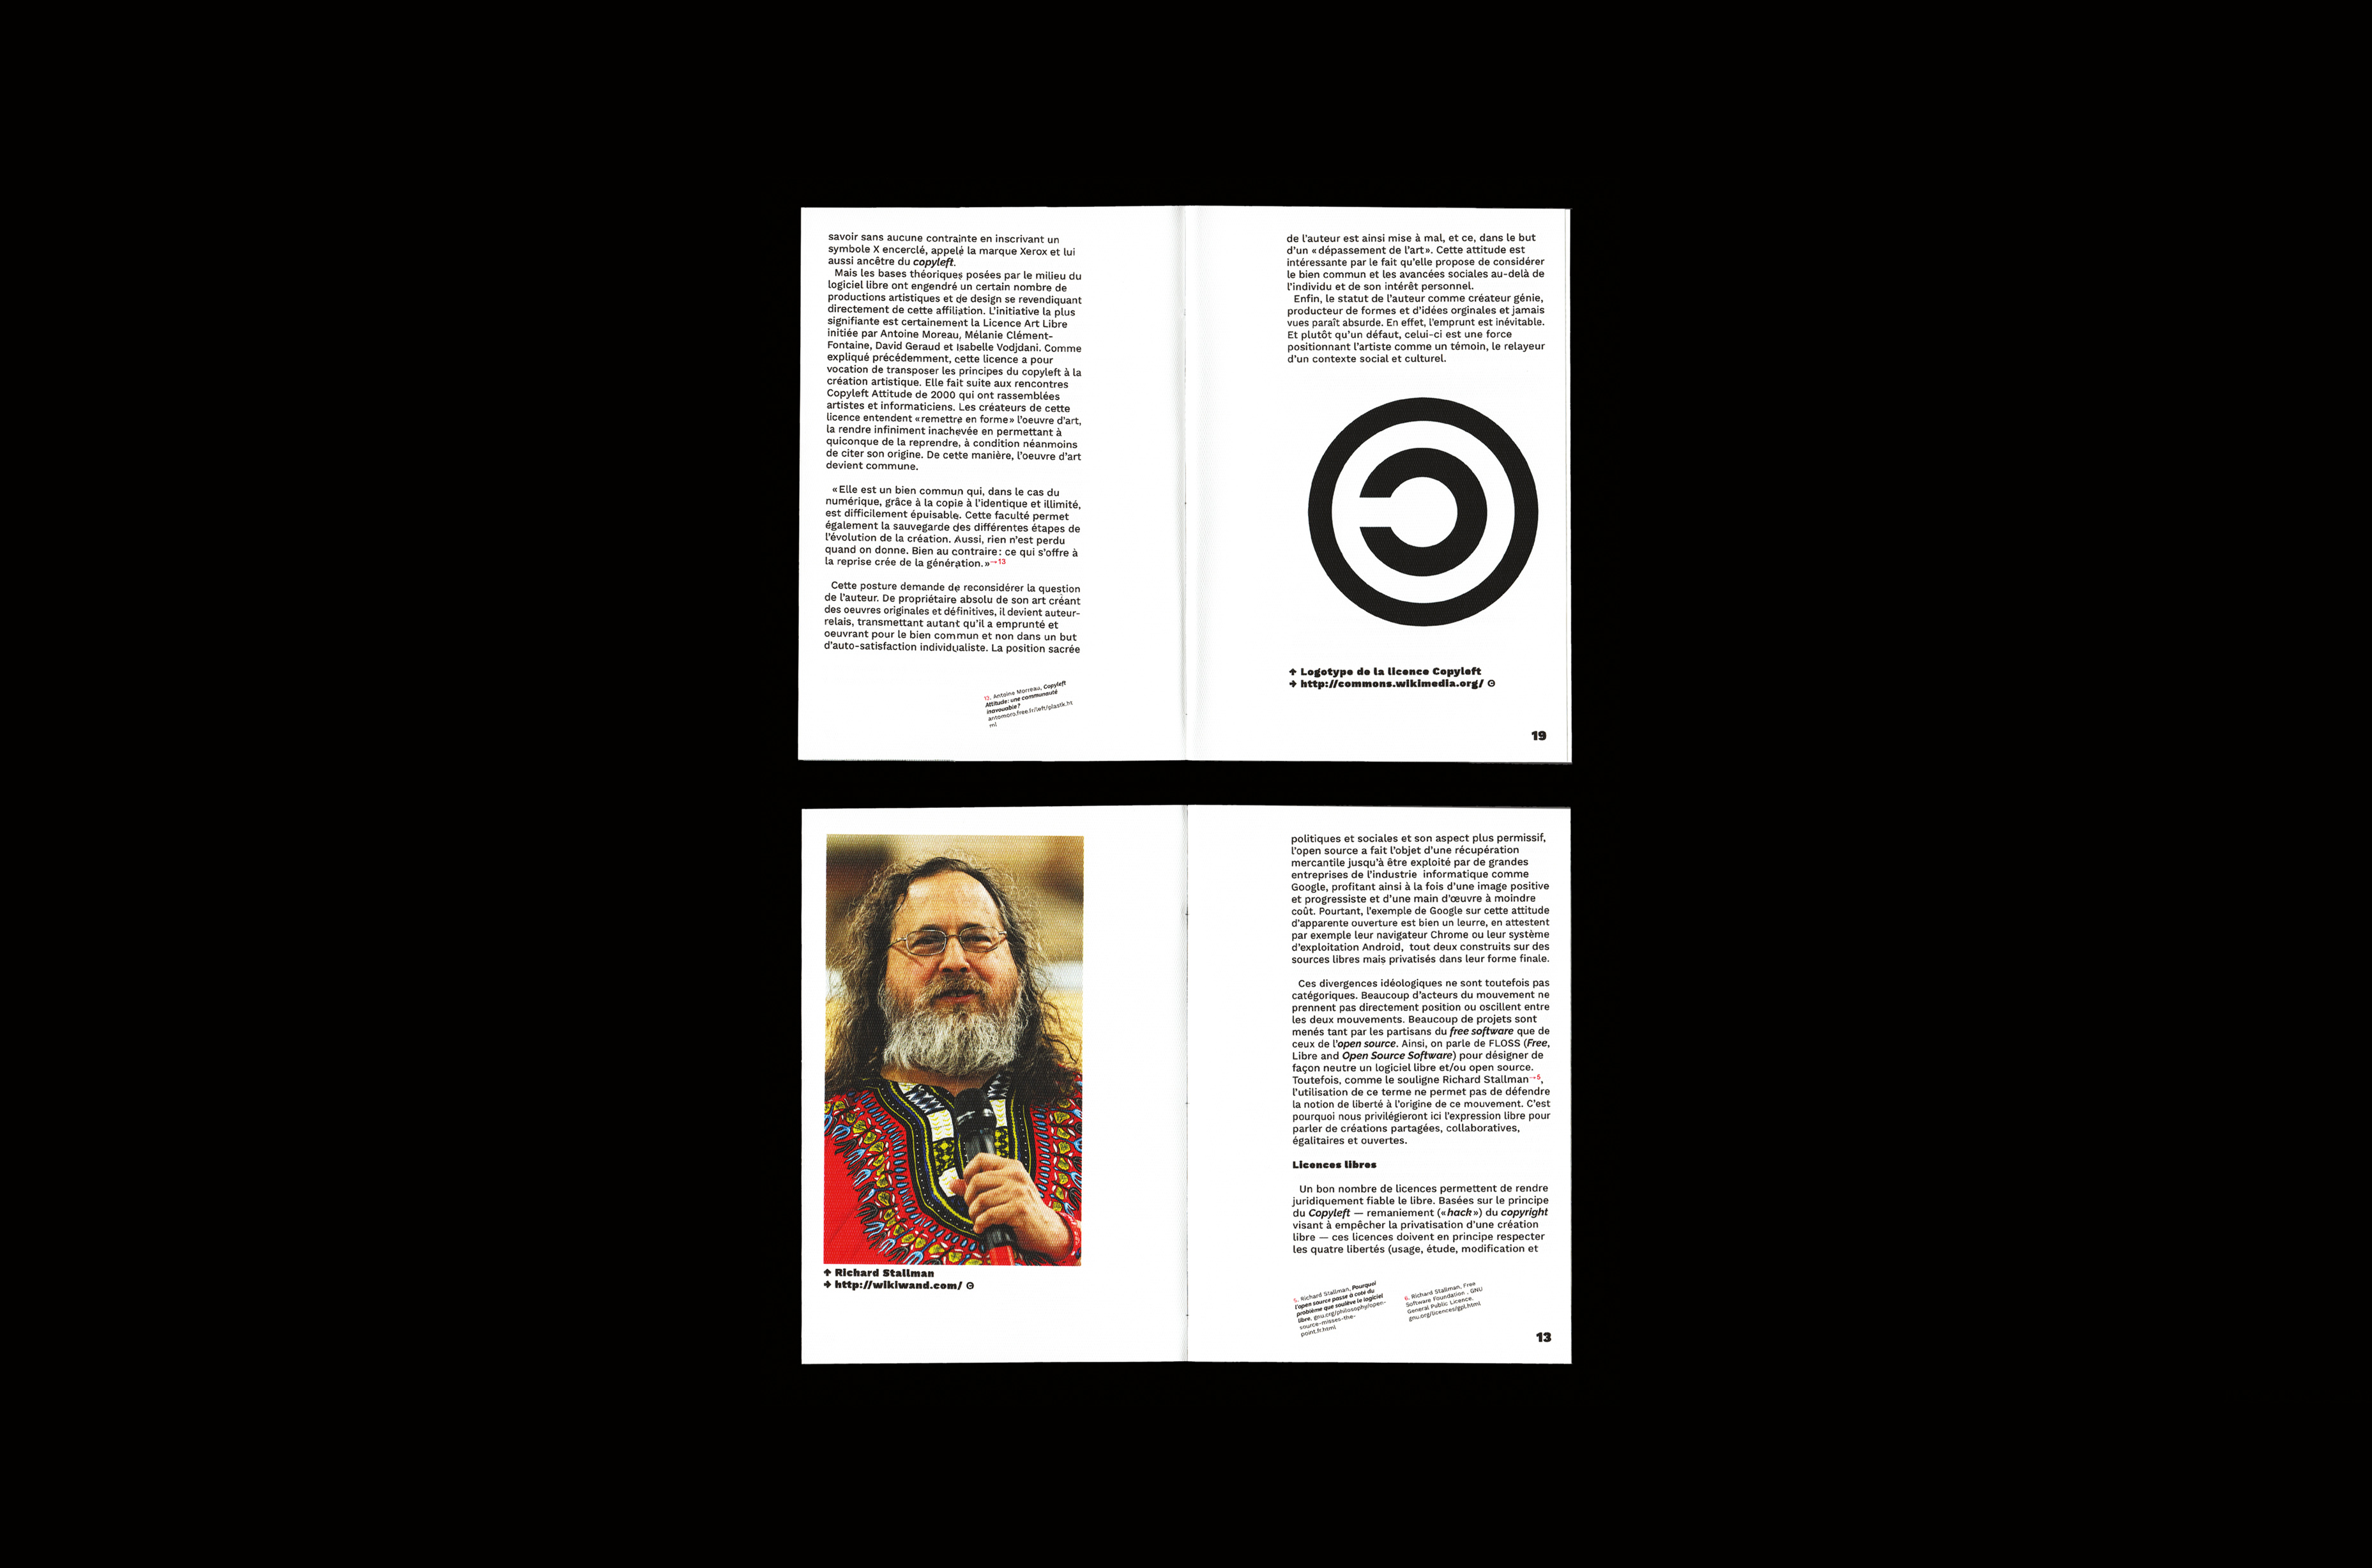 savoir sans aucune contrainte en inscrivant un
symbole X encerclé, appelé la marque Xerox et lui
aussi ancêtre du copyleft.
Mais les bases théoriques posées par le milieu du
logiciel libre ont engendré un certain nombre de
productions artistiques et de design se revendiquant
directement de cette affiliation. L'initiative la plus
signifiante est certainement la Licence Art Libre
initiée par Antoine Moreau, Mélanie Clément-
Fontaine, David Geraud et Isabelle Vodjdani. Comme
expliqué précédemment, cette licence a pour
vocation de transposer les principes du copyleft à la
création artistique. Elle fait suite aux rencontres
Copyleft Attitude de 2000 qui ont rassemblées
artistes et informaticiens. Les créateurs de cette
licence entendent «remettre en forme» l'oeuvre d'art,
la rendre infiniment inachevée en permettant à
quiconque de la reprendre, à condition néanmoins
de citer son origine. De cette manière, l'oeuvre d'art
devient commune.
«Elle est un bien commun qui, dans le cas du
numérique, grâce à la copie à l'identique et illimité,
est difficilement épuisable. Cette faculté permet
également la sauvegarde des différentes étapes de
l'évolution de la création. Aussi, rien n'est perdu
quand on donne. Bien au contraire: ce qui s'offre à
la reprise crée de la génération.»→13
Cette posture demande de reconsidérer la question
de l'auteur. De propriétaire absolu de son art créant
des oeuvres originales et définitives, il devient auteur-
relais, transmettant autant qu'il a emprunté et
oeuvrant pour le bien commun et non dans un but
d'auto-satisfaction individualiste. La position sacrée
13. Antoine Morreau, Copyleft
Attitude: une communauté
inavouable?
antomoro.free.fr/left/plastk.ht
ml
de l'auteur est ainsi mise à mal, et ce, dans le but
d'un «dépassement de l'art». Cette attitude est
intéressante par le fait qu'elle propose de considérer
le bien commun et les avancées sociales au-delà de
l'individu et de son intérêt personnel.
Enfin, le statut de l'auteur comme créateur génie,
producteur de formes et d'idées orginales et jamais
vues paraît absurde. En effet, l'emprunt est inévitable.
Et plutôt qu'un défaut, celui-ci est une force
positionnant l'artiste comme un témoin, le relayeur
d'un contexte social et culturel.
↑ Logotype de la licence Copyleft
→ http://commons.wikimedia.org/ 🄯
19
↑ Richard Stallman
→ http://wikiwand.com/ 🄯
politiques et sociales et son aspect plus permissif,
l'open source a fait l'objet d'une récupération
mercantile jusqu'à être exploité par de grandes
entreprises de l'industrie informatique comme
Google, profitant ainsi à la fois d'une image positive
et progressiste et d'une main d'œuvre à moindre
coût. Pourtant, l'exemple de Google sur cette attitude
d'apparente ouverture est bien un leurre, en attestent
par exemple leur navigateur Chrome ou leur système
d'exploitation Android, tout deux construits sur des
sources libres mais privatisés dans leur forme finale.
Ces divergences idéologiques ne sont toutefois pas
catégoriques. Beaucoup d'acteurs du mouvement ne
prennent pas directement position ou oscillent entre
les deux mouvements. Beaucoup de projets sont
menés tant par les partisans du free software que de
ceux de l'open source. Ainsi, on parle de FLOSS (Free,
Libre and Open Source Software) pour désigner de
façon neutre un logiciel libre et/ou open source.
Toutefois, comme le souligne Richard Stallman→5,
l'utilisation de ce terme ne permet pas de défendre
la notion de liberté à l'origine de ce mouvement. C'est
pourquoi nous privilégieront ici l'expression libre pour
parler de créations partagées, collaboratives,
égalitaires et ouvertes.
Licences libres
Un bon nombre de licences permettent de rendre
juridiquement fiable le libre. Basées sur le principe
du Copyleft — remaniement («hack») du copyright
visant à empêcher la privatisation d'une création
libre — ces licences doivent en principe respecter
les quatre libertés (usage, étude, modification et
5. Richard Stallman, Pourquoi
l'open source passe à coté du
problème que soulève le logiciel
libre, gnu.org/philosophy/open-
source-misses-the-
point.fr.html
6. Richard Stallman, Free
Software Foundation , GNU
General Public Licence,
gnu.org/licences/gpl.html
13